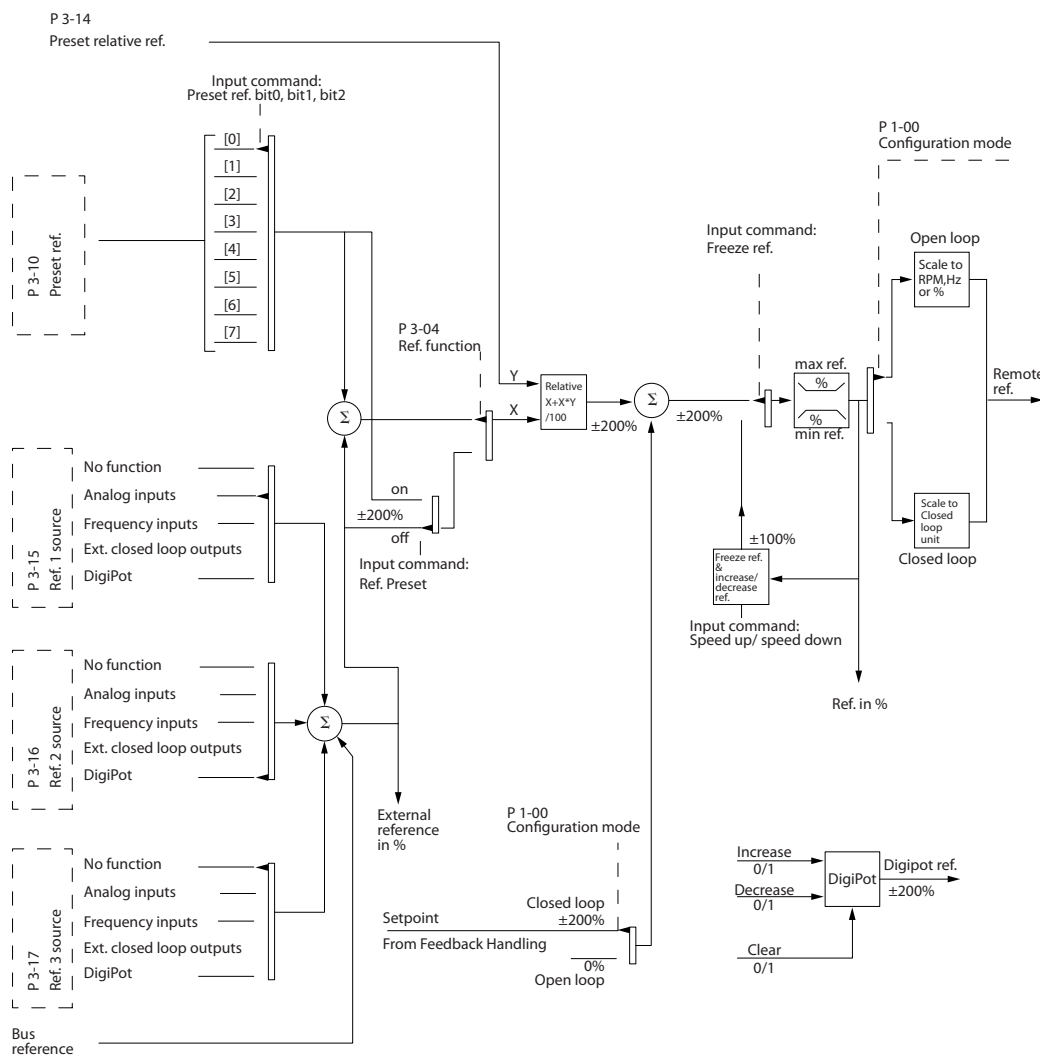 P 3-14
Preset relative ref.
Input command:
Preset ref. bit0, bit1, bit2
[0]
[1]
[2]
[3]
[4]
[5]
[6]
[7]
P 3-10
Preset ref.
P 1-00
Configuration mode
Input command:
Freeze ref.
Open loop
Scale to
RPM,Hz
or %
P 3-04
Ref. function
Y
X
Relative
X+X*Y
/100
±200%
Σ
±200%
max ref.
%
%
min ref.
Remote
ref.
Σ
on
±200%
off
Input command:
Ref. Preset
±100%
Freeze ref.
&
increase/
decrease
ref.
Input command:
Speed up/ speed down
Scale to
Closed
loop
unit
Closed loop
Ref. in %
P 3-15
Ref. 1 source
No function
Analog inputs
Frequency inputs
Ext. closed loop outputs
DigiPot
P 3-16
Ref. 2 source
No function
Analog inputs
Frequency inputs
Ext. closed loop outputs
DigiPot
Σ
External
reference
in %
P 3-17
Ref. 3 source
No function
Analog inputs
Frequency inputs
Ext. closed loop outputs
DigiPot
Bus
reference
P 1-00
Configuration mode
Closed loop
Setpoint
±200%
From Feedback Handling
0%
Open loop
Increase
0/1
Decrease
0/1
Clear
0/1
DigiPot
Digipot ref.
±200%